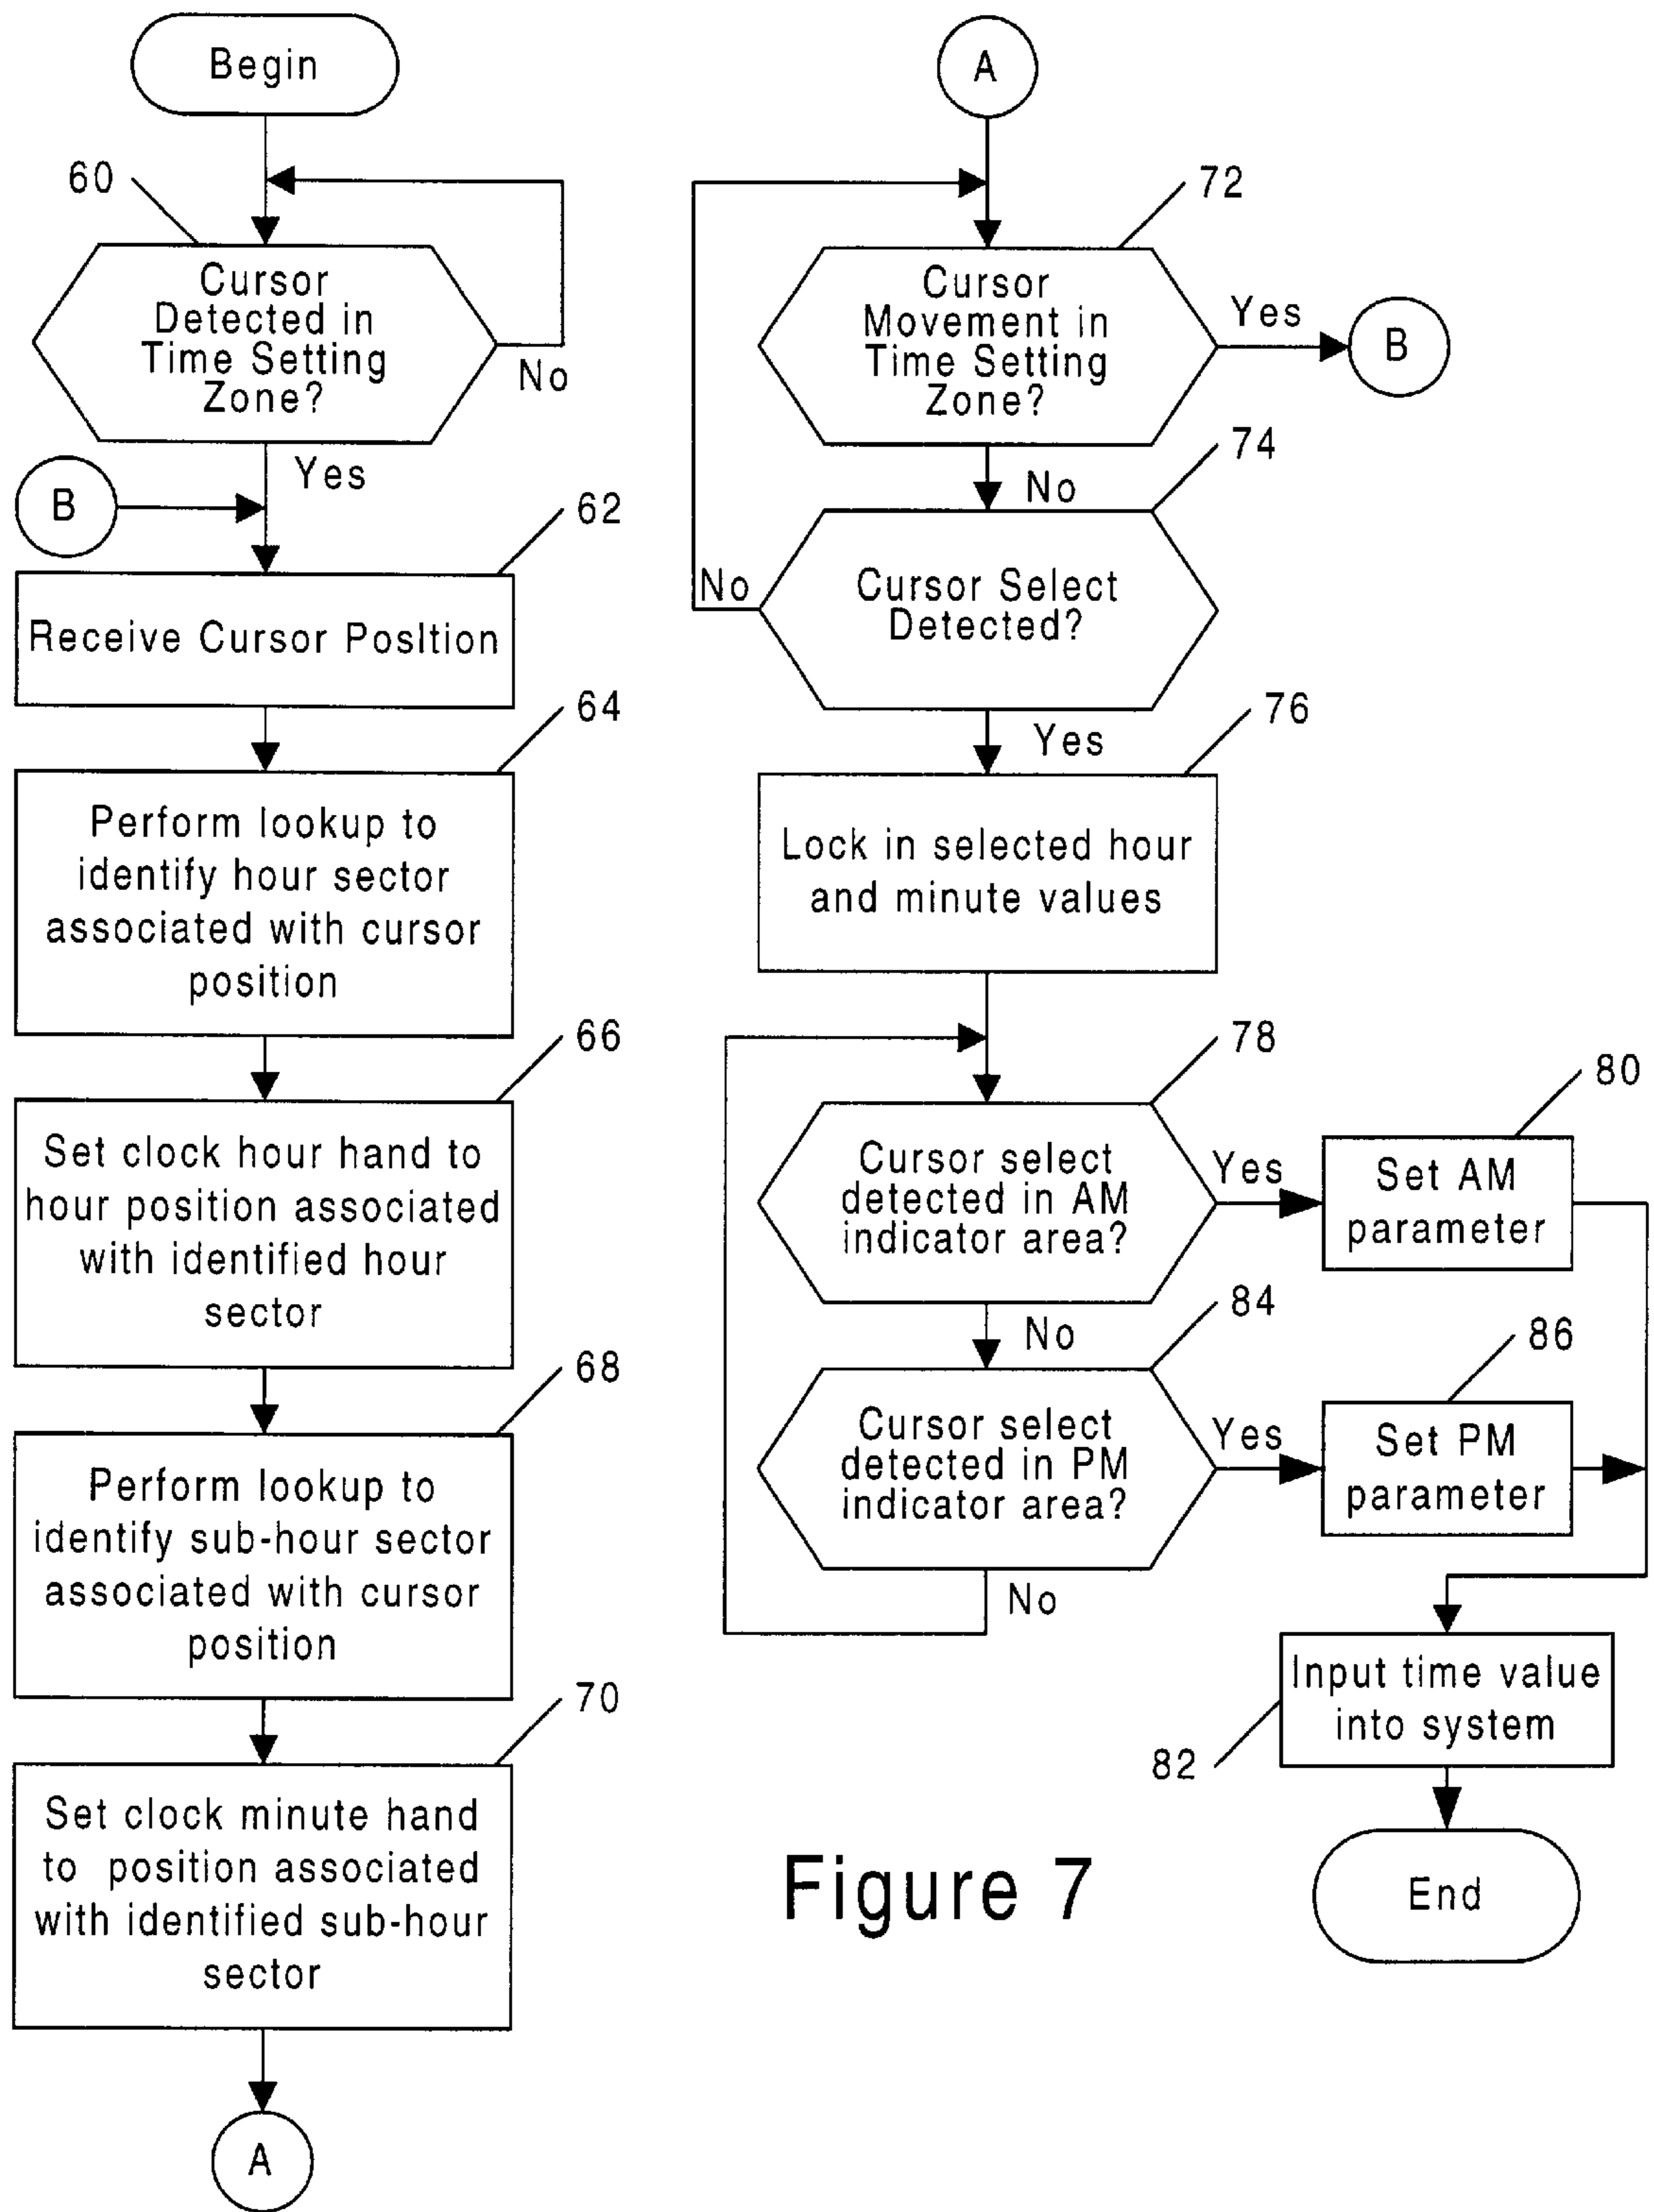 Begin
60
Cursor
Detected in
Time Setting
Zone?
No
Yes
B
62
Receive Cursor PosItion
64
Perform lookup to
identify hour sector
associated with cursor
position
66
Set clock hour hand to
hour position associated
with identified hour
sector
68
Perform lookup to
identify sub-hour sector
associated with cursor
position
70
Set clock minute hand
to position associated
with identified sub-hour
sector
A
A
72
Cursor
Movement in
Time Setting
Zone?
Yes
B
No
74
Cursor Select
Detected?
No
Yes
76
Lock in selected hour
and minute values
78
Cursor select
detected in AM
indicator area?
Yes
80
Set AM
parameter
No
84
Cursor select
detected in PM
indicator area?
Yes
86
Set PM
parameter
No
Input time value
into system
82
End
Figure 7